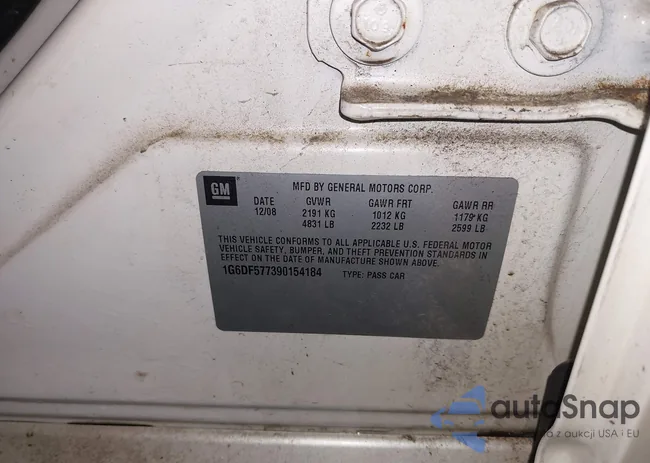 GM
MFD BY GENERAL MOTORS CORP.
DATE GVWR GAWR FRT GAWR RR
12/08 2191 KG 1012 KG 1179 KG
4831 LB 2232 LB 2599 LB
THIS VEHICLE CONFORMS TO ALL APPLICABLE U.S. FEDERAL MOTOR
VEHICLE SAFETY, BUMPER, AND THEFT PREVENTION STANDARDS
IN EFFECT ON THE DATE OF MANUFACTURE SHOWN ABOVE.
1G6DF577390154184 TYPE: PASS CAR
autoSnap
z aukcji USA i EU